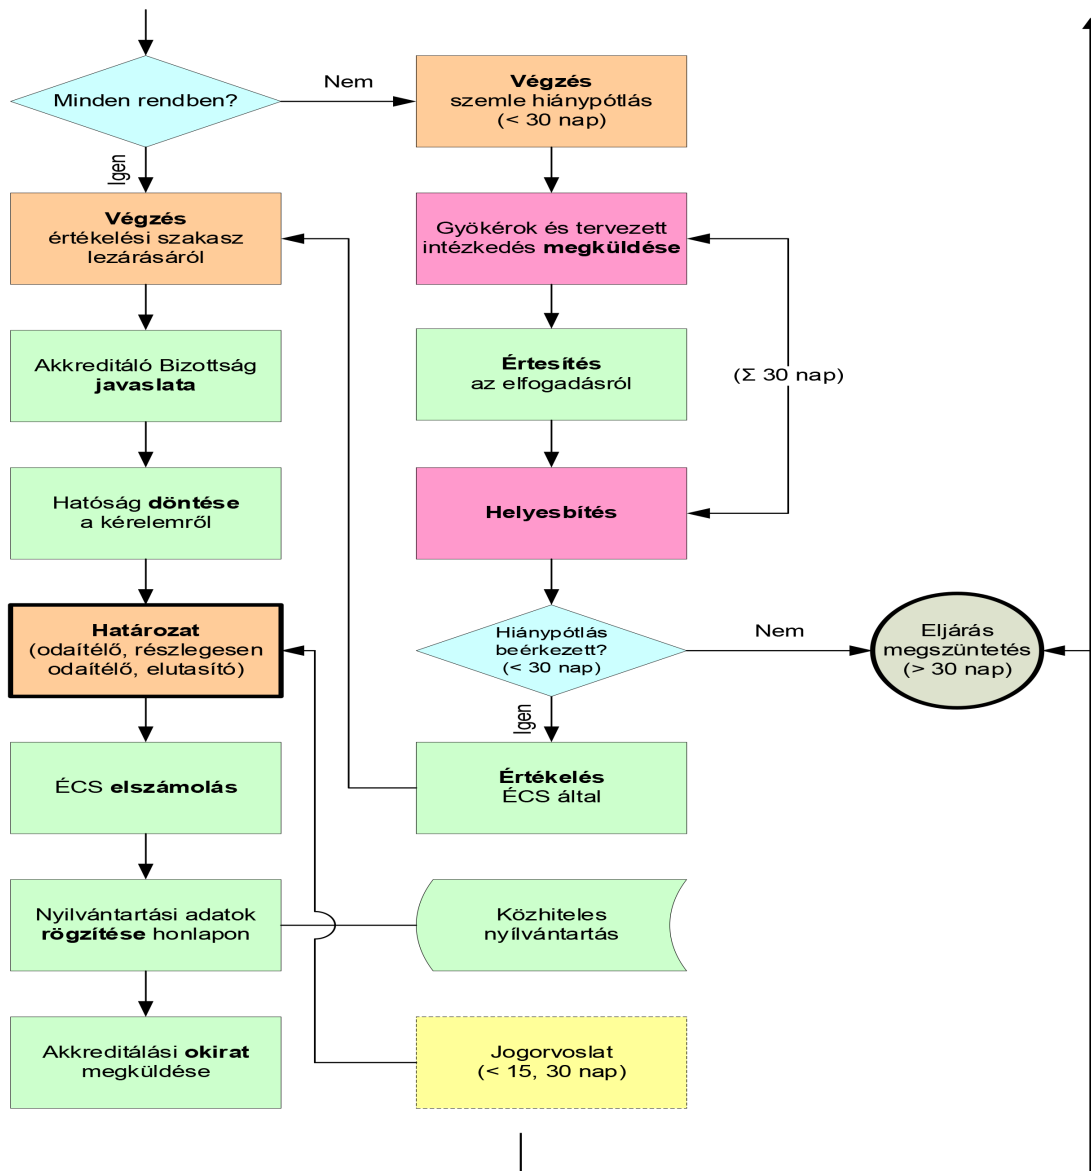 Minden rendben?
Nem
Végzés
szemle hiánypótlás
(< 30 nap)
Igen
Végzés
értékelési szakasz
lezárásáról
Gyökérok és tervezett
intézkedés megküldése
Akkreditáló Bizottság
javaslata
Értesítés
az elfogadásról
(Σ 30 nap)
Hatóság döntése
a kérelemről
Helyesbítés
Határozat
(odaítélő, részlegesen
odaítélő, elutasító)
Hiánypótlás
beérkezett?
(< 30 nap)
Nem
Eljárás
megszüntetés
(> 30 nap)
Igen
ÉCS elszámolás
Értékelés
ÉCS által
Nyilvántartási adatok
rögzítése honlapon
Közhiteles
nyílvántartás
Akkreditálási okirat
megküldése
Jogorvoslat
(< 15, 30 nap)